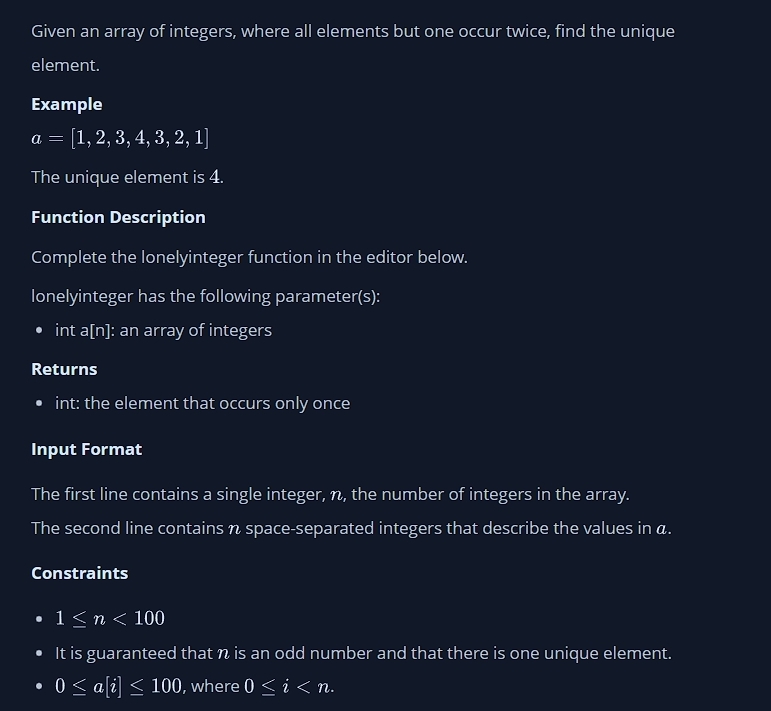 Given an array of integers, where all elements but one occur twice, find the unique
element.
Example
a = [1, 2, 3, 4, 3, 2, 1]
The unique element is 4.
Function Description
Complete the lonelyinteger function in the editor below.
lonelyinteger has the following parameter(s):
• int a[n]: an array of integers
Returns
• int: the element that occurs only once
Input Format
The first line contains a single integer, n, the number of integers in the array.
The second line contains n space-separated integers that describe the values in a.
Constraints
• 1 ≤ n < 100
• It is guaranteed that n is an odd number and that there is one unique element.
• 0 ≤ a[i] ≤ 100, where 0 ≤ i < n.